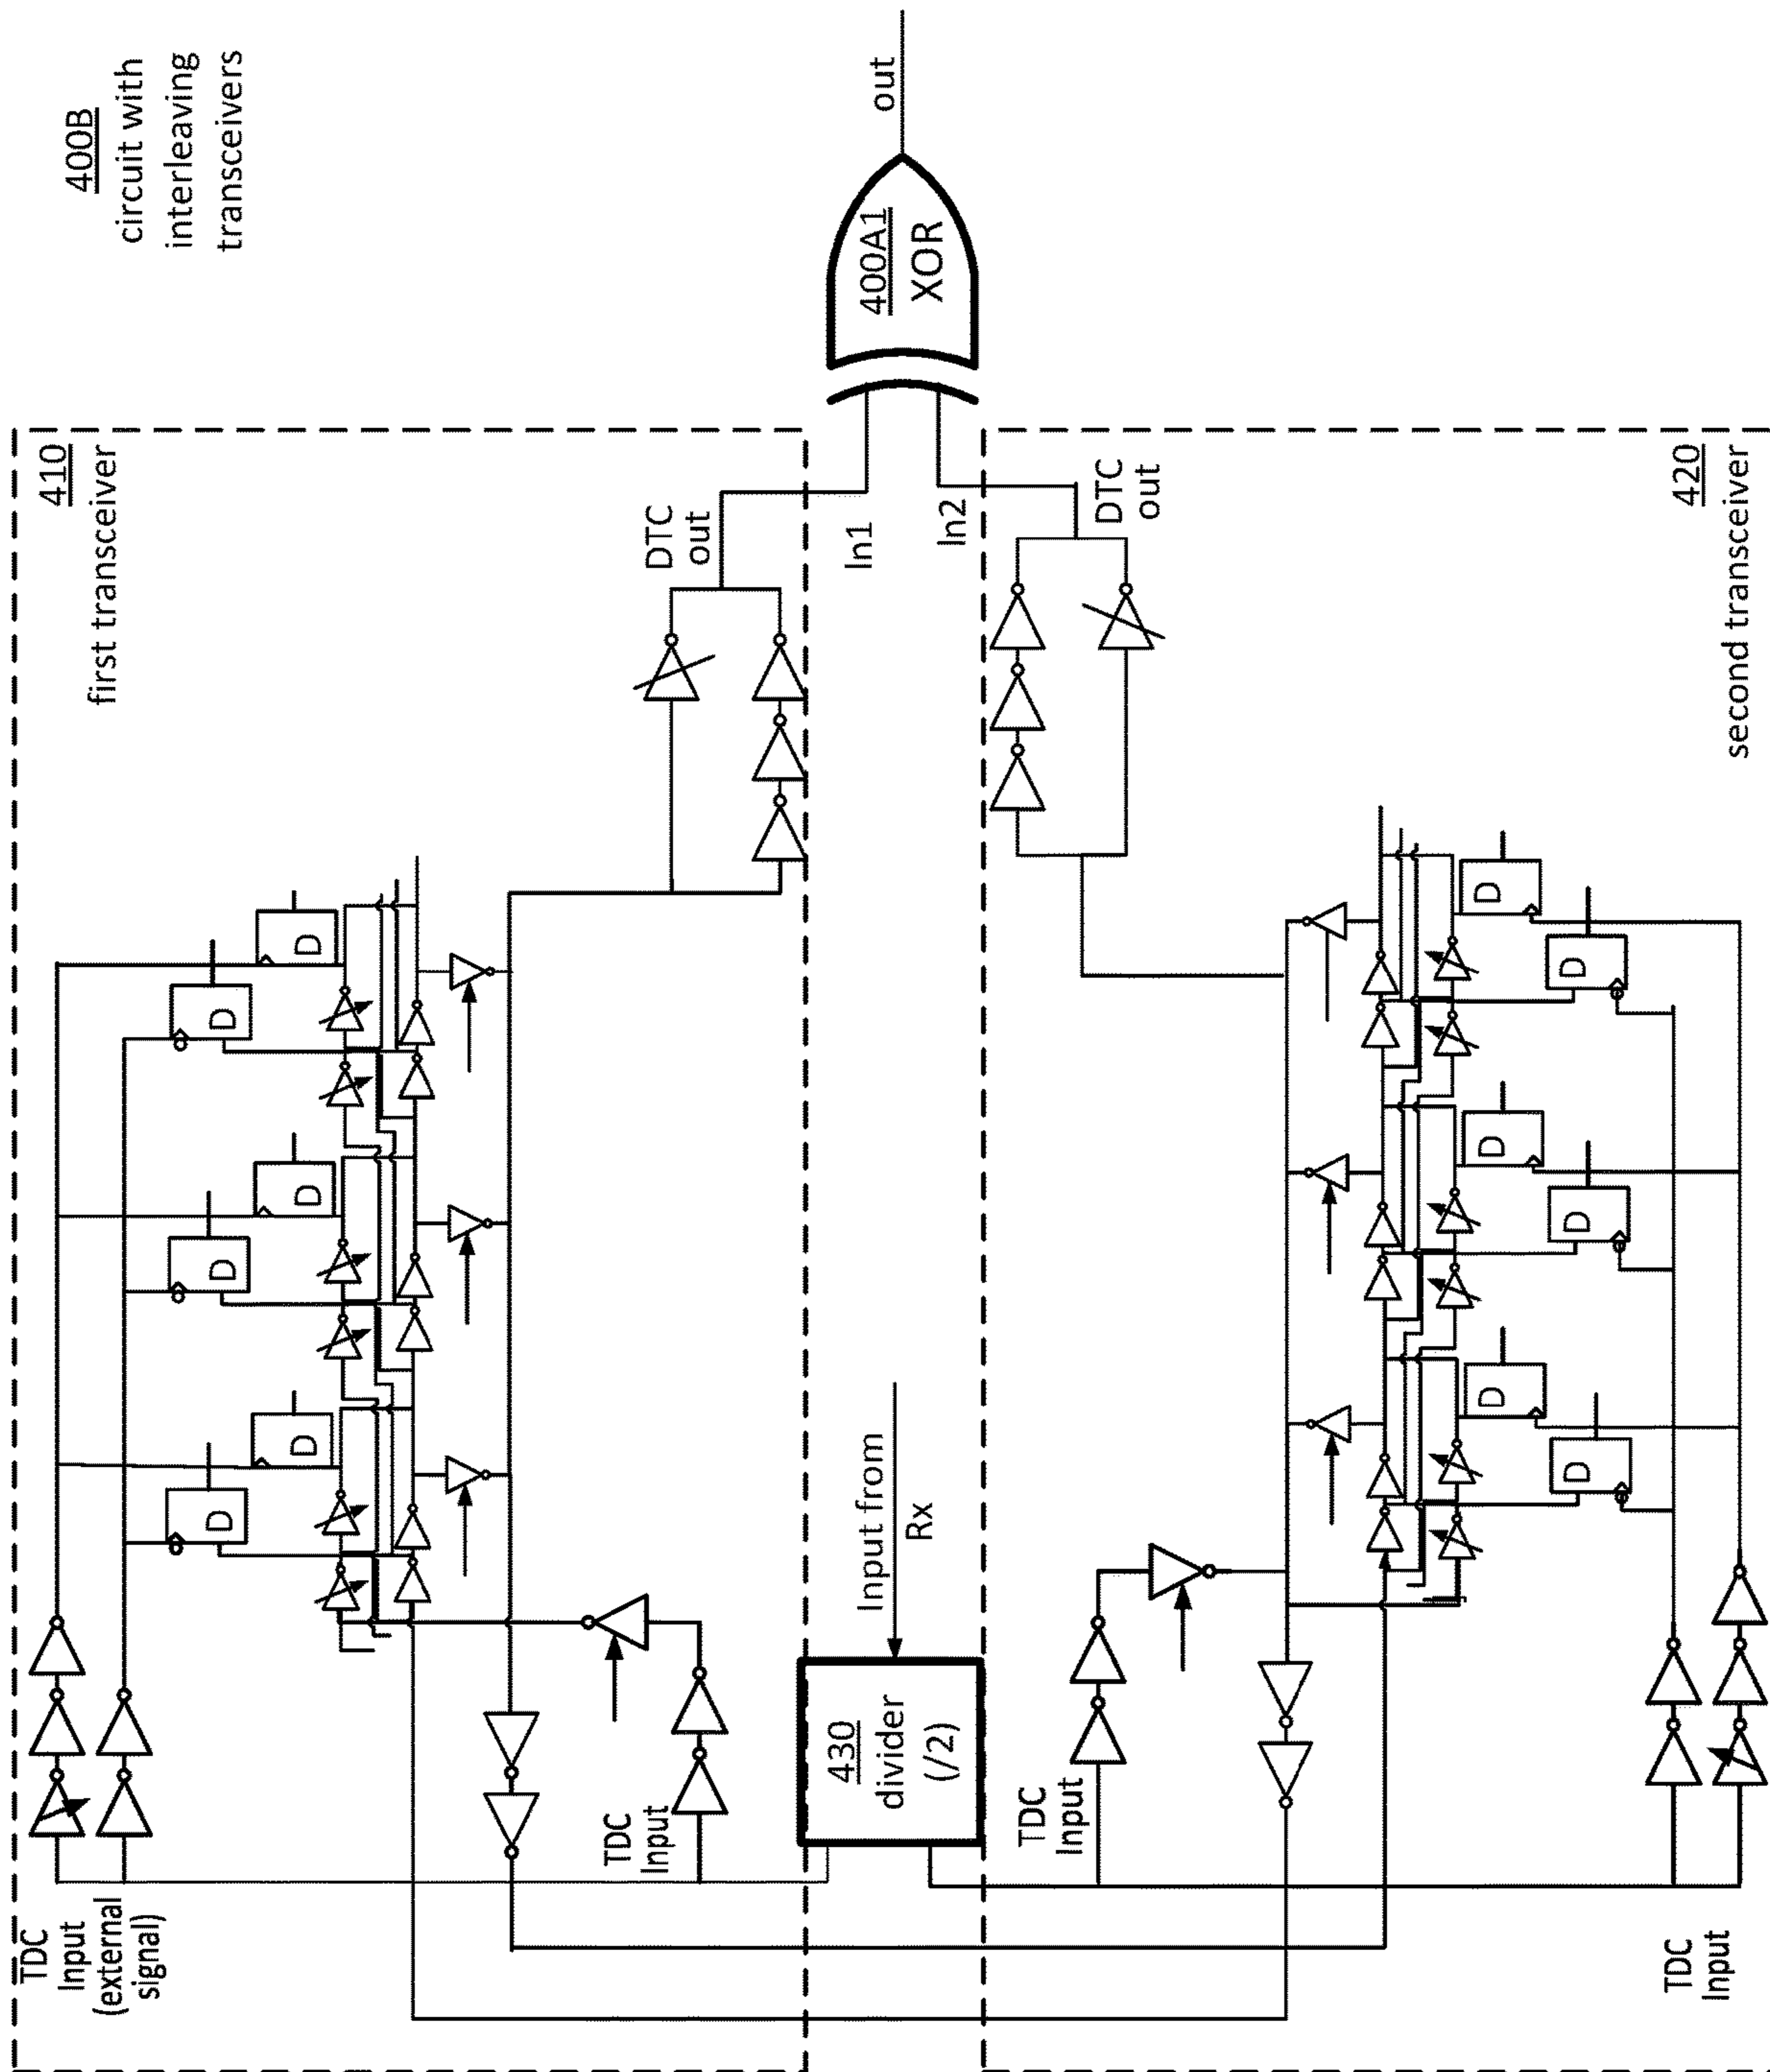 400B
circuit with
interleaving
transceivers
410
first transceiver
TDC
Input
(external
signal)
D
D
D
D
D
D
TDC
Input
DTC
out
In1
In2
400A1
XOR
out
Input from
Rx
430
divider
(/2)
TDC
Input
DTC
out
D
D
D
D
D
D
TDC
Input
420
second transceiver